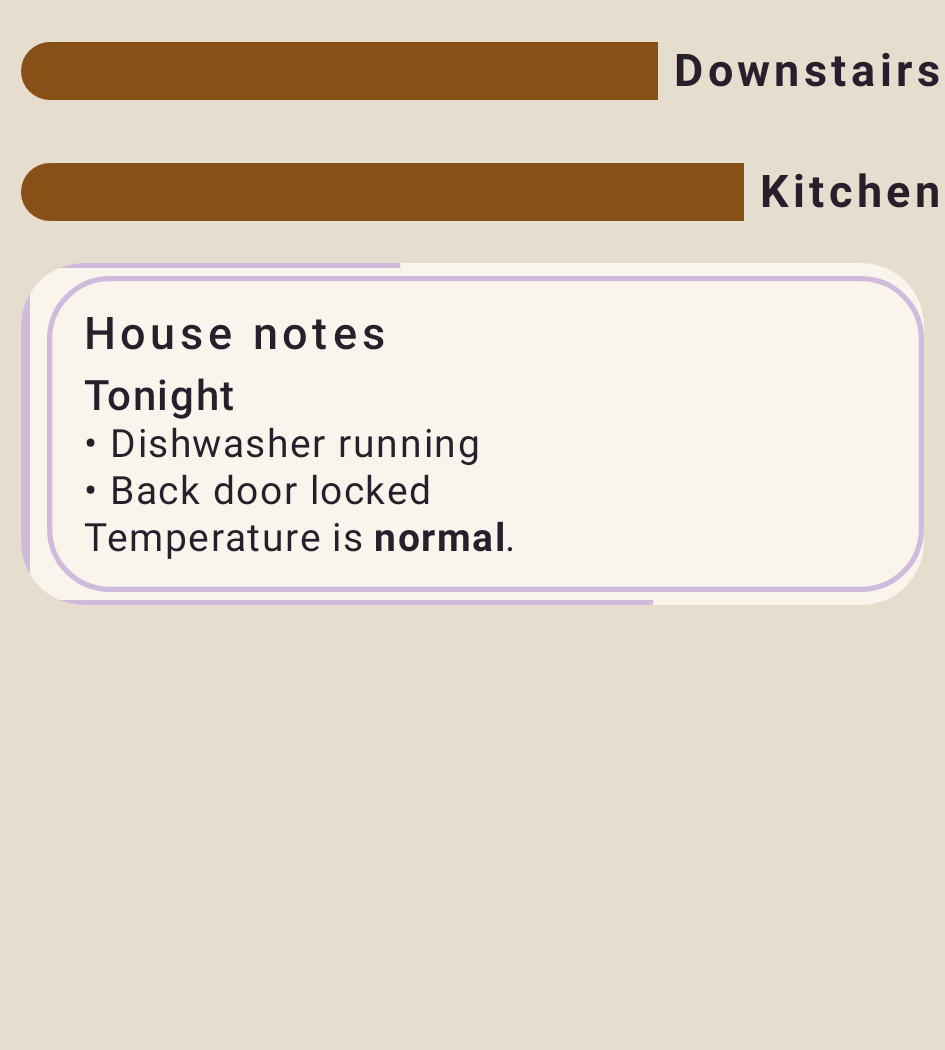 Downstairs
Kitchen
House notes
Tonight
• Dishwasher running
• Back door locked
Temperature is normal.